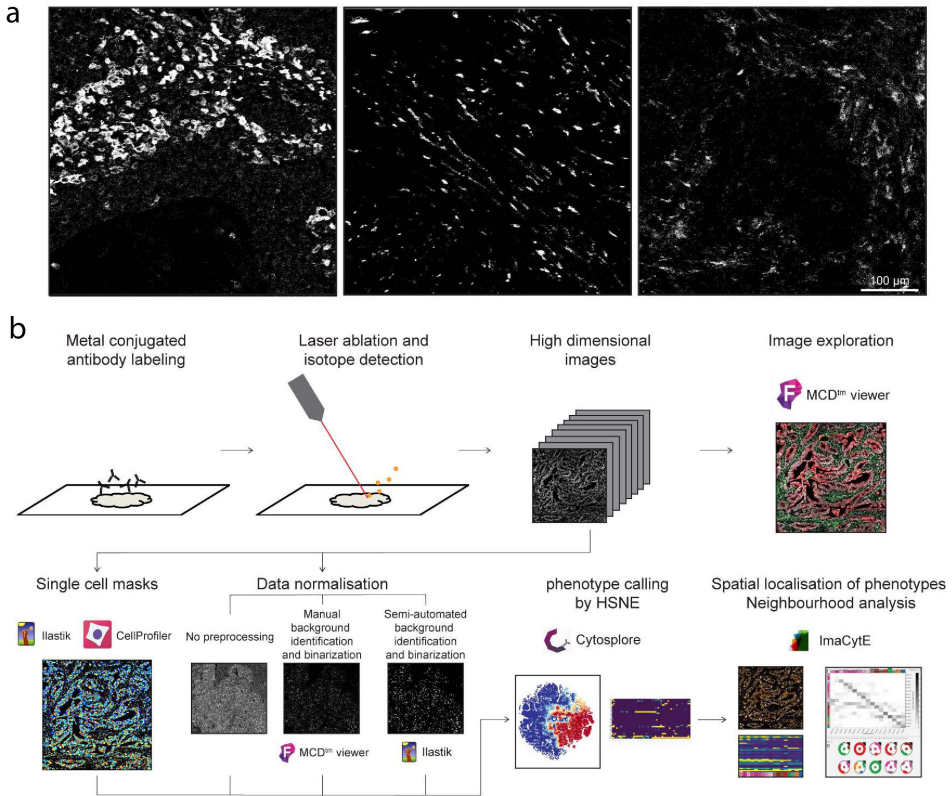 a
100 μm
b
Metal conjugated
antibody labeling
Laser ablation and
isotope detection
High dimensional
images
Image exploration
F MCDtm viewer
Single cell masks
Ilastik
CellProfiler
Data normalisation
No preprocessing
Manual
background
identification
and binarization
F MCDtm viewer
Semi-automated
background
identification
and binarization
Ilastik
phenotype calling
by HSNE
Cytosplore
Spatial localisation of phenotypes
Neighbourhood analysis
ImaCytE